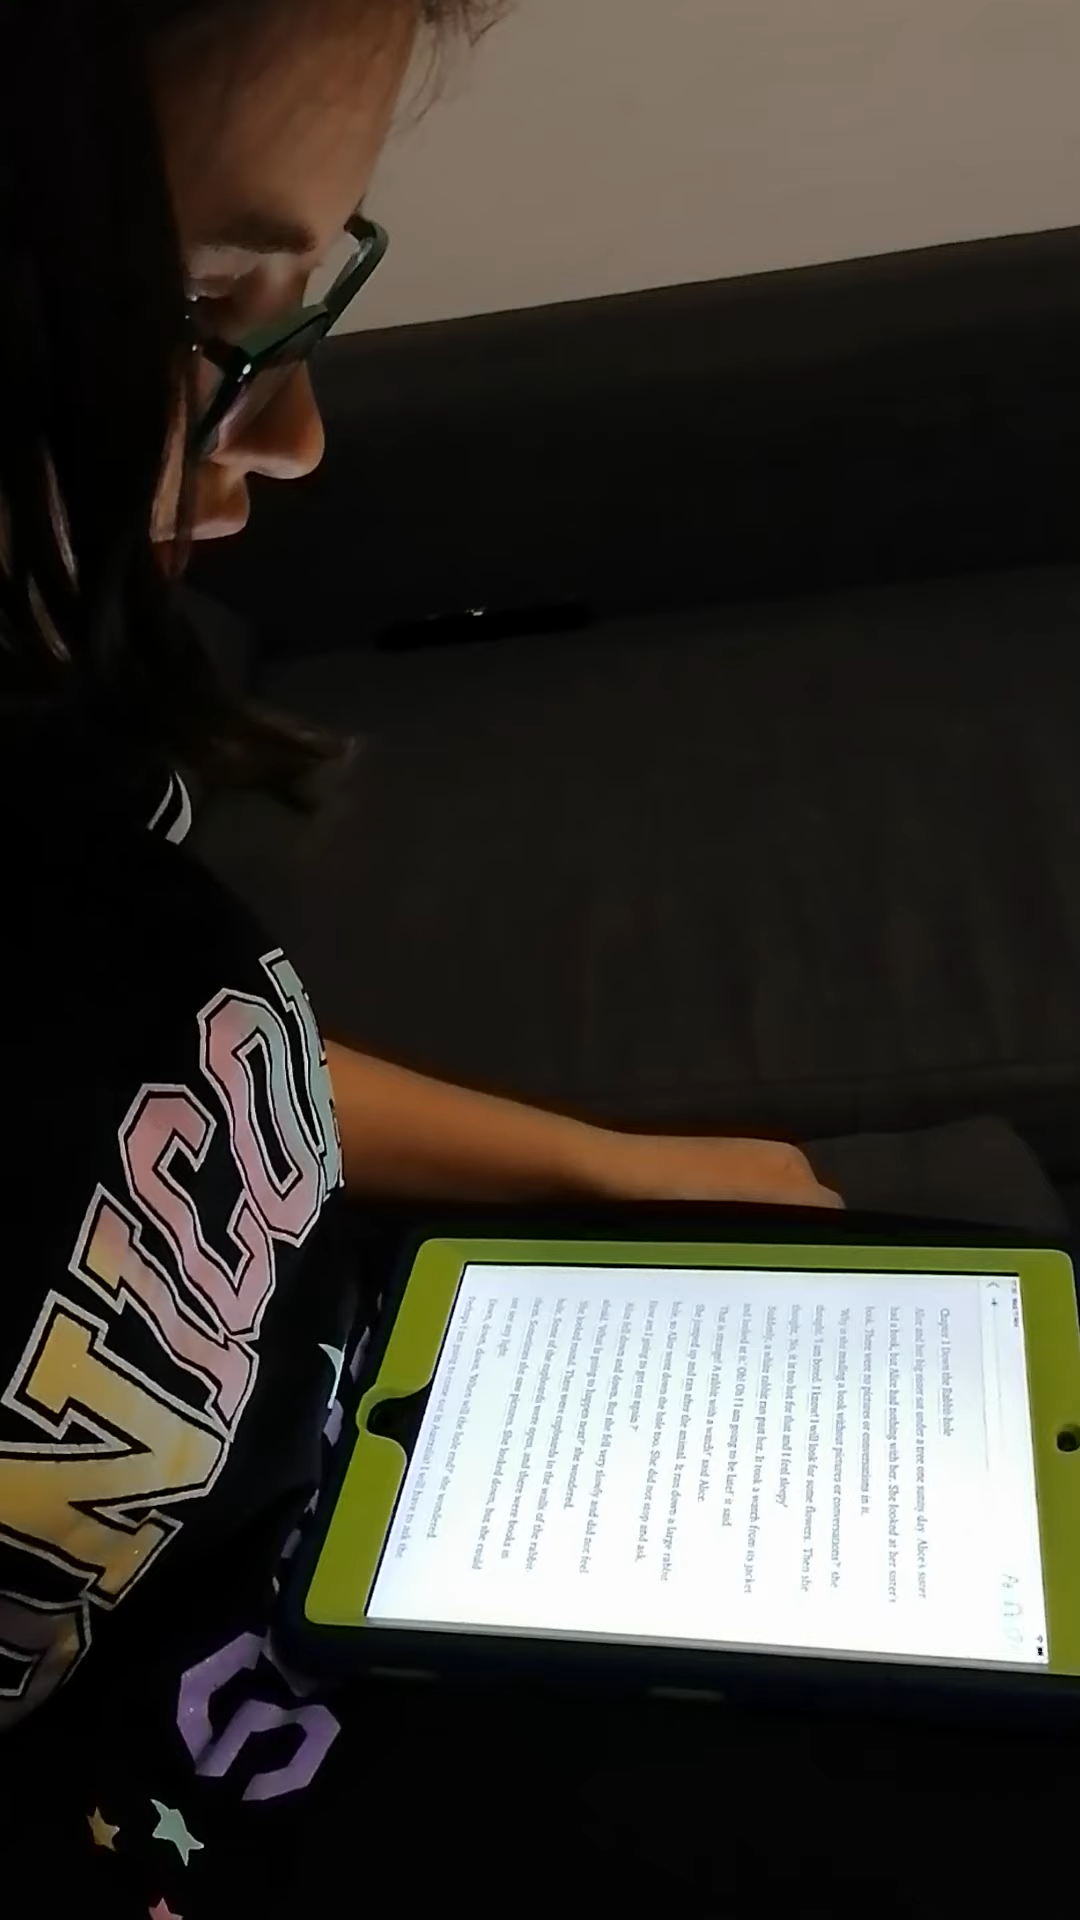 Chapter 1 Down the Rabbit-hole
Alice and her big sister sat under a tree one sunny day. Alice's sister
had a book, but Alice had nothing with her. She looked at her sister's
book. There were no pictures or conversations in it.
'Why is she reading a book without pictures or conversations?' she
thought. 'I am bored. I know! I will look for some flowers.' Then she
thought, 'No, it is too hot for that and I feel sleepy.'
Suddenly, a white rabbit ran past her. It took a watch from its jacket
and looked at it. 'Oh! Oh! I am going to be late!' it said.
'That is strange! A rabbit with a watch!' said Alice.
She jumped up and ran after the animal. It ran down a large rabbit-
hole, so Alice went down the hole too. She did not stop and ask,
'How am I going to get out again?'
Alice fell down and down. But she fell very slowly and did not feel
afraid. 'What is going to happen next?' she wondered.
She looked round. There were cupboards in the walls of the rabbit-
hole. Some of the cupboards were open, and there were books in
them. Sometimes she saw pictures. She looked down, but she could
not see any light.
'Down, down, down. Where will the hole end?' she wondered.
'Perhaps I am going to come out in Australia! I will have to ask the
UNICO
S